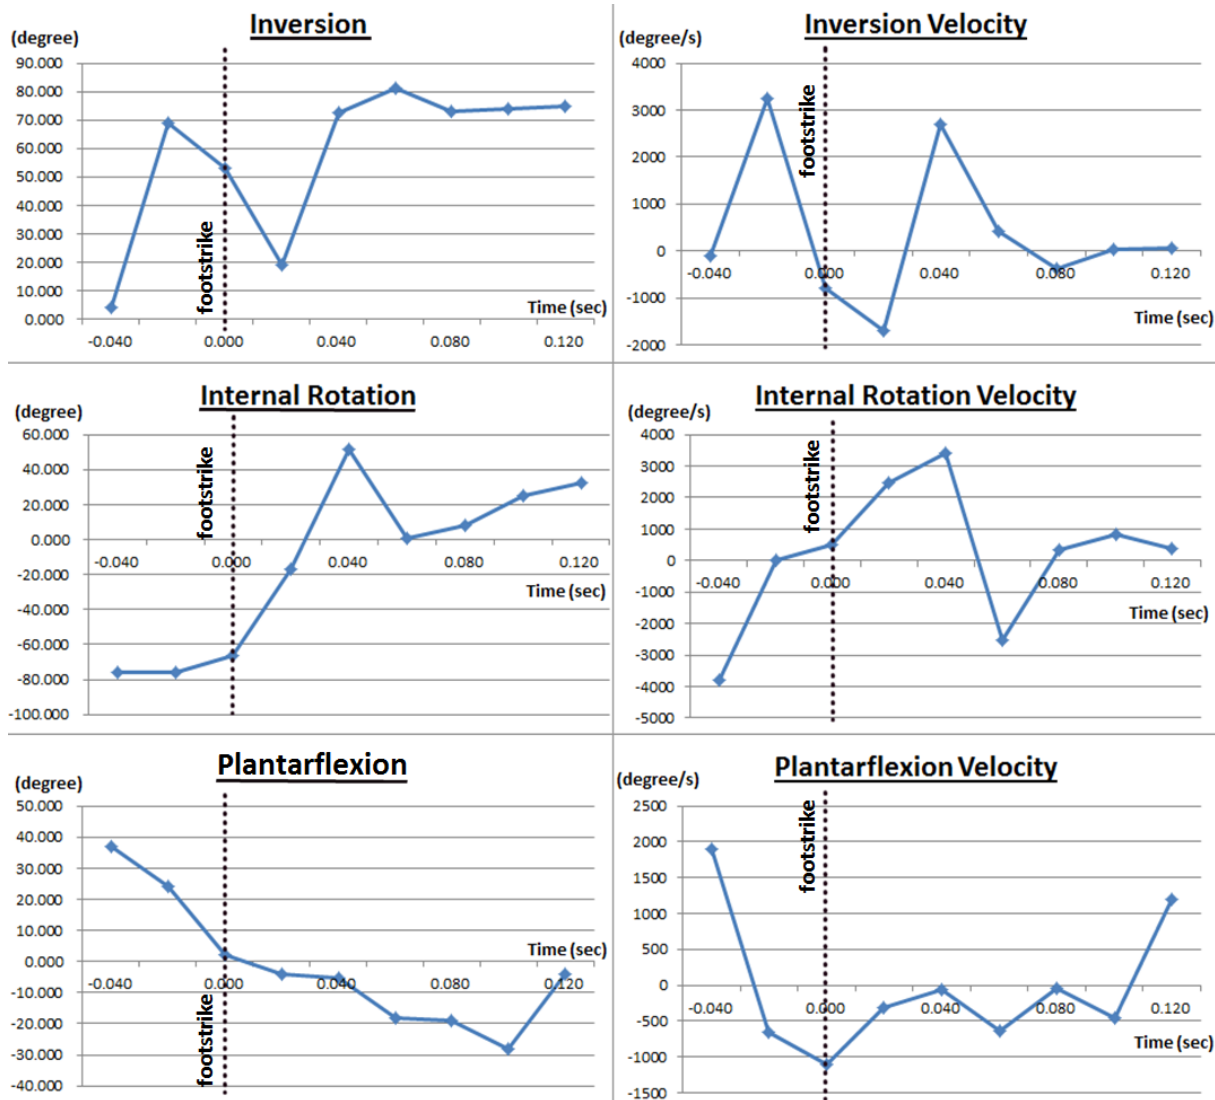 Inversion
(degree)
90.000
80.000
70.000
60.000
50.000
40.000
30.000
20.000
10.000
0.000
footstrike
Time (sec)
-0.040 0.000 0.040 0.080 0.120
Inversion Velocity
(degree/s)
4000
3000
2000
1000
0
-1000
-2000
footstrike
-0.040 0.000 0.040 0.080 0.120
Time (sec)
Internal Rotation
(degree)
60.000
40.000
20.000
0.000
-20.000
-40.000
-60.000
-80.000
-100.000
footstrike
-0.040 0.000 0.040 0.080 0.120
Time (sec)
Internal Rotation Velocity
(degree/s)
4000
3000
2000
1000
0
-1000
-2000
-3000
-4000
-5000
footstrike
-0.040 0.000 0.040 0.080 0.120
Time (sec)
Plantarflexion
(degree)
50.000
40.000
30.000
20.000
10.000
0.000
-10.000
-20.000
-30.000
-40.000
Time (sec)
-0.040 0.000 0.040 0.080 0.120
footstrike
Plantarflexion Velocity
(degree/s)
2500
2000
1500
1000
500
0
-500
-1000
-1500
footstrike
-0.040 0.000 0.040 0.080 0.120
Time (sec)